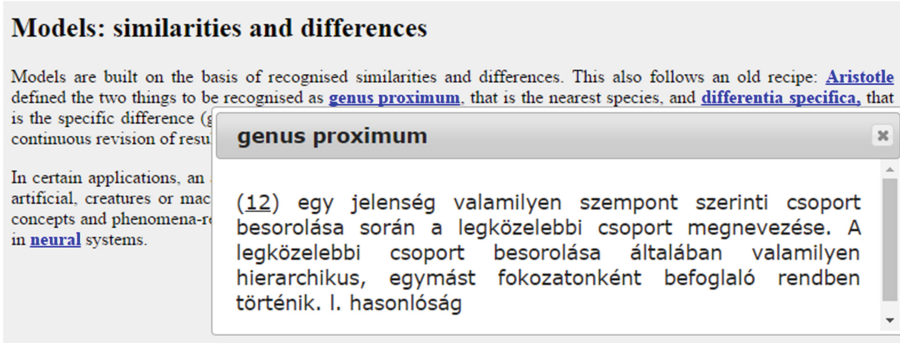 Models: similarities and differences
Models are built on the basis of recognised similarities and differences. This also follows an old recipe: Aristotle
defined the two things to be recognised as genus proximum, that is the nearest species, and differentia specifica, that
is the specific difference (
continuous revision of
genus proximum
In certain applications, an
artificial, creatures or
concepts and
in neural systems.
(12) egy jelenség valamilyen szempont szerinti csoport
besorolása során a legközelebbi csoport megnevezése. A
legközelebbi csoport besorolása általában valamilyen
hierarchikus, egymást fokozatonként befoglaló rendben
történik. l. hasonlóság